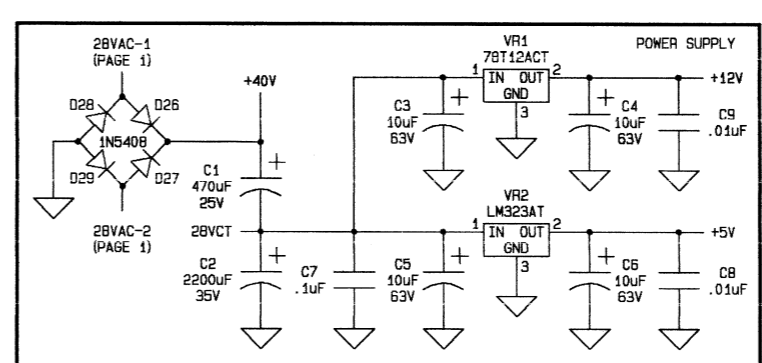 28VAC-1
(PAGE 1)
VR1
78T12ACT
POWER SUPPLY
+40V
1 IN OUT 2
GND
3
+12V
D28
D26
1N5408
D29
D27
C3
10uF
63V
C4
10uF
63V
C9
.01uF
C1
470uF
25V
28VAC-2
(PAGE 1)
28VCT
VR2
LM323AT
1 IN OUT 2
GND
3
+5V
C2
2200uF
35V
C7
.1uF
C5
10uF
63V
C6
10uF
63V
C8
.01uF